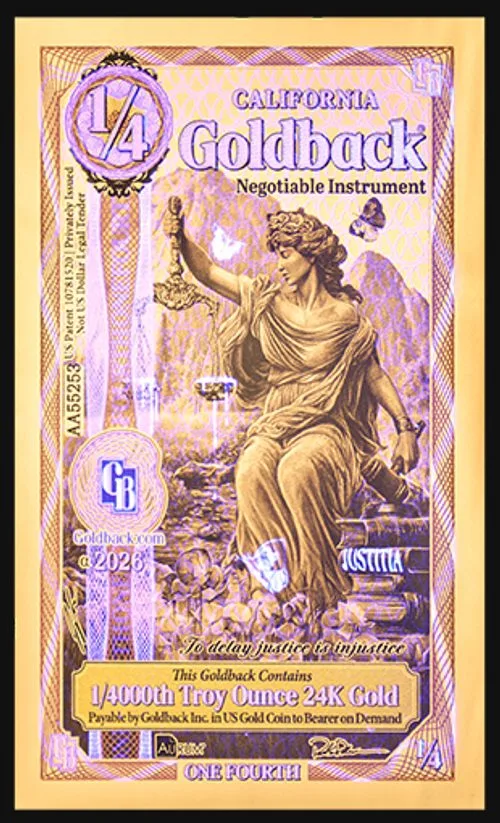 1/4
CALIFORNIA
Goldback®
Negotiable Instrument
US Patent 10781520 | Privately Issued
Not US Dollar Legal Tender
AA55253
GB
Goldback.com
© 2026
JUSTITIA
To delay justice is injustice
This Goldback Contains
1/4000th Troy Ounce 24K Gold
Payable by Goldback Inc. in US Gold Coin to Bearer on Demand
1/4
ONE FOURTH